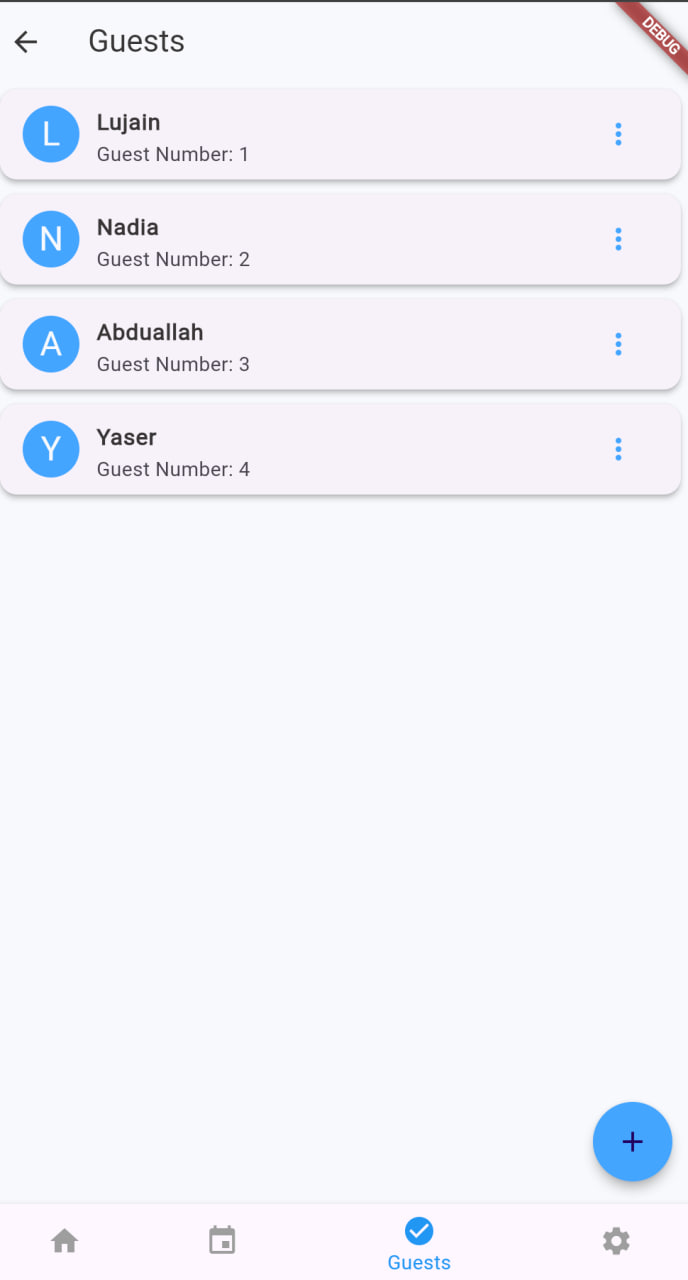 Guests
DEBUG
L
Lujain
Guest Number: 1
N
Nadia
Guest Number: 2
A
Abduallah
Guest Number: 3
Y
Yaser
Guest Number: 4
Guests